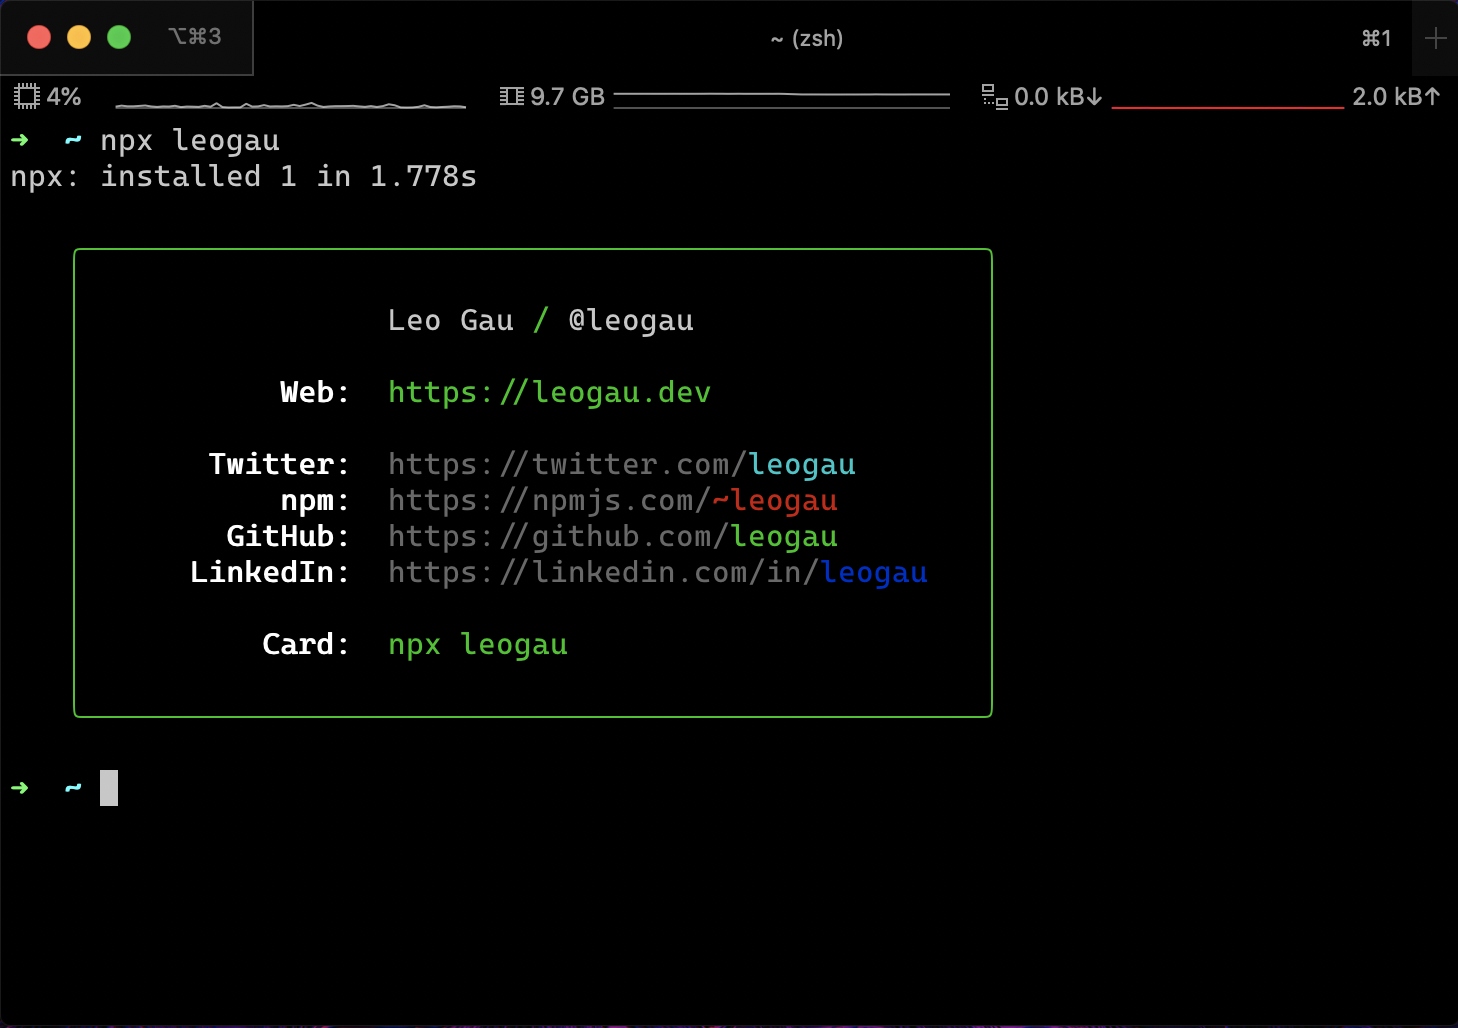 ⌥⌘3 ~ (zsh) ⌘1 +
4% 9.7 GB 0.0 kB↓ 2.0 kB↑
➜ ~ npx leogau
npx: installed 1 in 1.778s
Leo Gau / @leogau
Web: https://leogau.dev
Twitter: https://twitter.com/leogau
npm: https://npmjs.com/~leogau
GitHub: https://github.com/leogau
LinkedIn: https://linkedin.com/in/leogau
Card: npx leogau
➜ ~